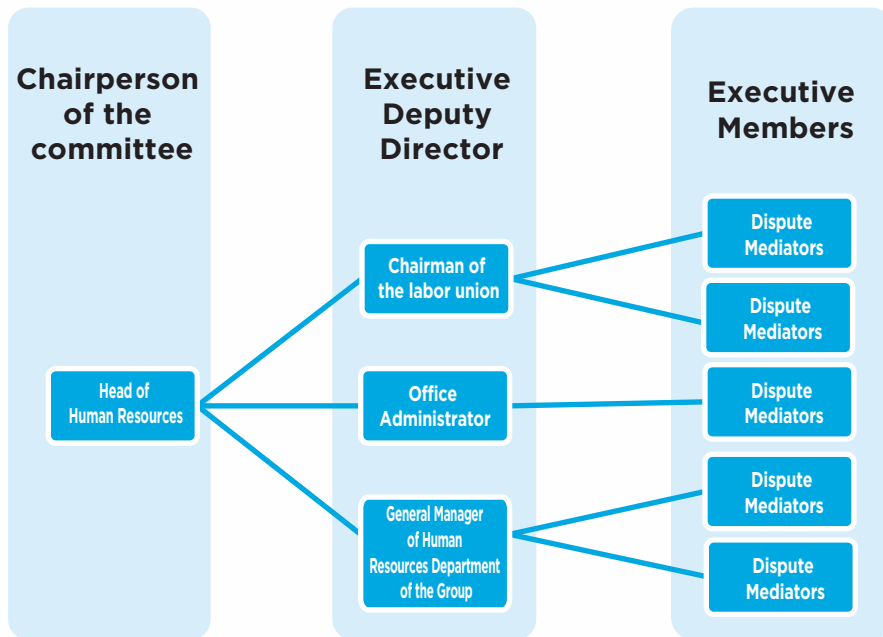 Chairperson
of the
committee
Executive
Deputy
Director
Executive
Members
Head of
Human Resources
Chairman of
the labor union
Office
Administrator
General Manager
of Human
Resources Department
of the Group
Dispute
Mediators
Dispute
Mediators
Dispute
Mediators
Dispute
Mediators
Dispute
Mediators